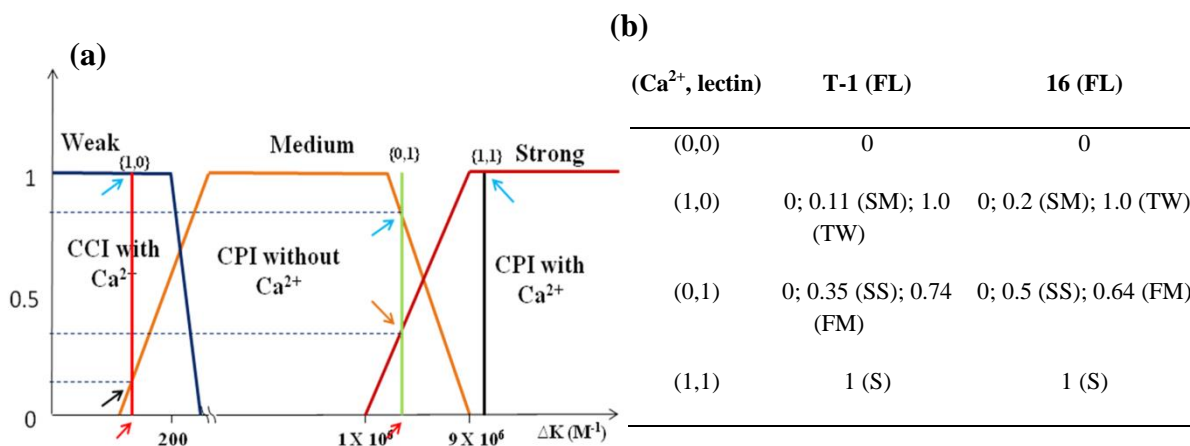 (a)
Weak
Medium
Strong
{1,0}
{0,1}
{1,1}
1
0.5
0
CCI with
Ca²⁺
CPI without
Ca²⁺
CPI with
Ca²⁺
200
1 X 10⁶
9 X 10⁶
ΔK (M⁻¹)
(b)
(Ca²⁺, lectin) T-1 (FL) 16 (FL)
(0,0) 0 0
(1,0) 0; 0.11 (SM); 1.0 0; 0.2 (SM); 1.0 (TW)
(TW)
(0,1) 0; 0.35 (SS); 0.74 0; 0.5 (SS); 0.64 (FM)
(FM)
(1,1) 1 (S) 1 (S)